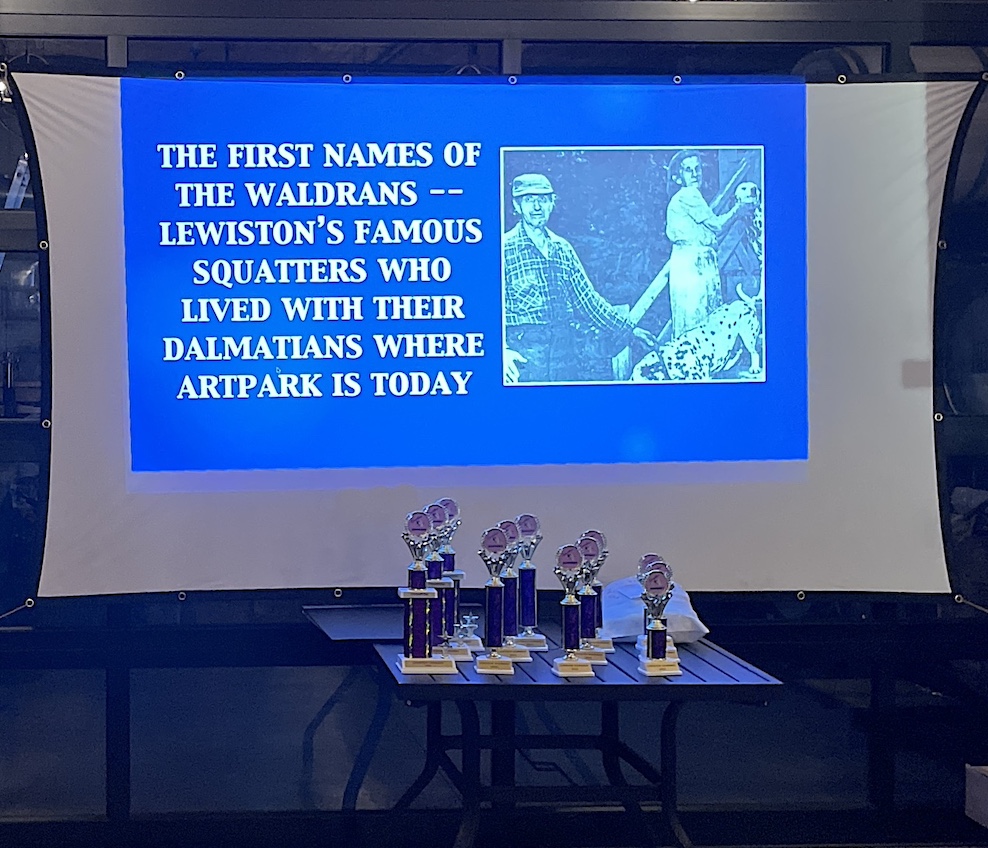 THE FIRST NAMES OF
THE WALDRANS --
LEWISTON'S FAMOUS
SQUATTERS WHO
LIVED WITH THEIR
DALMATIANS WHERE
ARTPARK IS TODAY